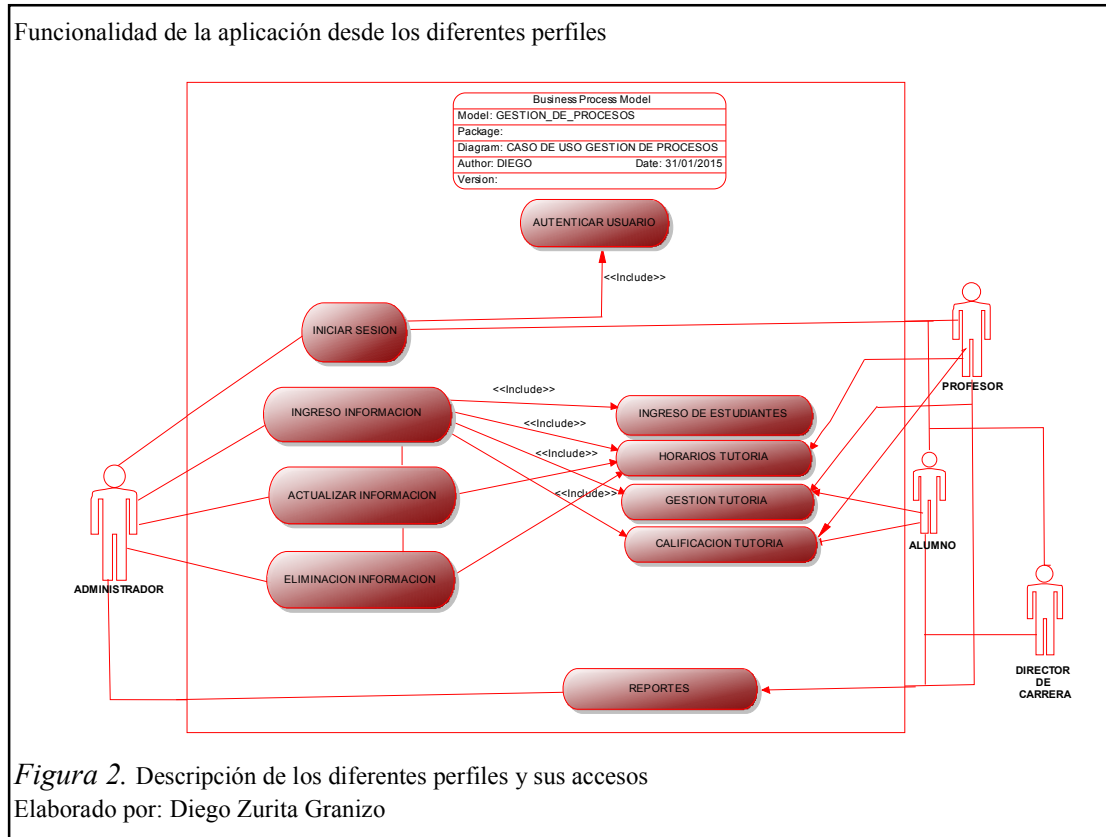 Funcionalidad de la aplicación desde los diferentes perfiles
Business Process Model
Model: GESTION_DE_PROCESOS
Package:
Diagram: CASO DE USO GESTION DE PROCESOS
Author: DIEGO Date: 31/01/2015
Version:
AUTENTICAR USUARIO
<<Include>>
INICIAR SESION
PROFESOR
<<Include>>
INGRESO INFORMACION
INGRESO DE ESTUDIANTES
<<Include>>
HORARIOS TUTORIA
<<Include>>
ACTUALIZAR INFORMACION
<<Include>>
GESTION TUTORIA
CALIFICACION TUTORIA
ALUMNO
ELIMINACION INFORMACION
ADMINISTRADOR
DIRECTOR
DE
CARRERA
REPORTES
Figura 2. Descripción de los diferentes perfiles y sus accesos
Elaborado por: Diego Zurita Granizo